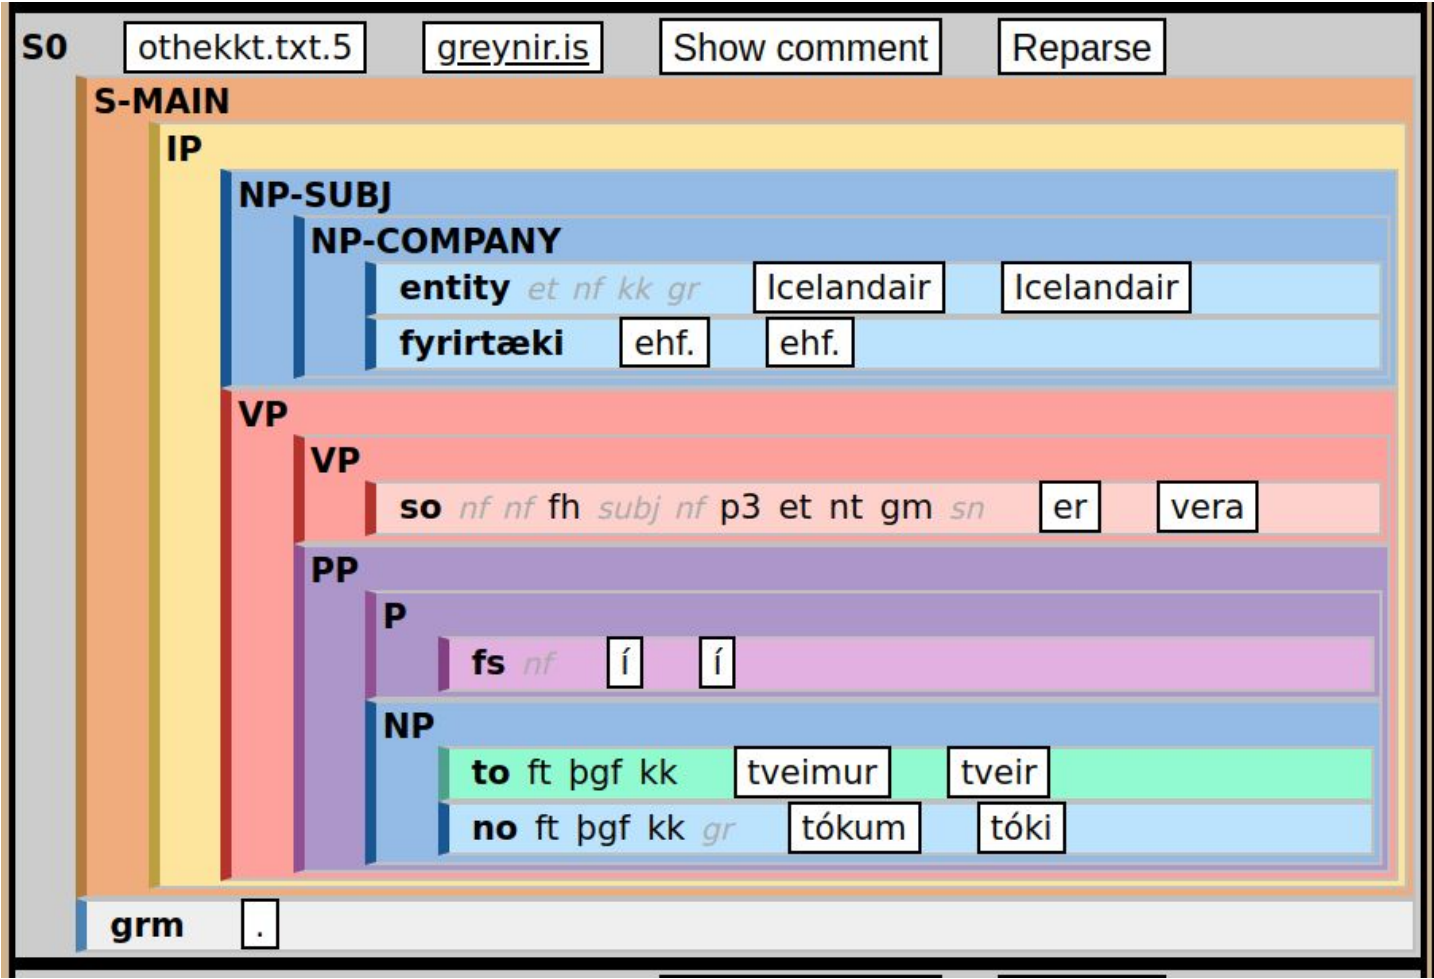 S0 othekkt.txt.5 greynir.is Show comment Reparse
S-MAIN
IP
NP-SUBJ
NP-COMPANY
entity et nf kk gr Icelandair Icelandair
fyrirtæki ehf. ehf.
VP
VP
so nf nf fh subj nf p3 et nt gm sn er vera
PP
P
fs nf í í
NP
to ft þgf kk tveimur tveir
no ft þgf kk gr tókum tóki
grm .